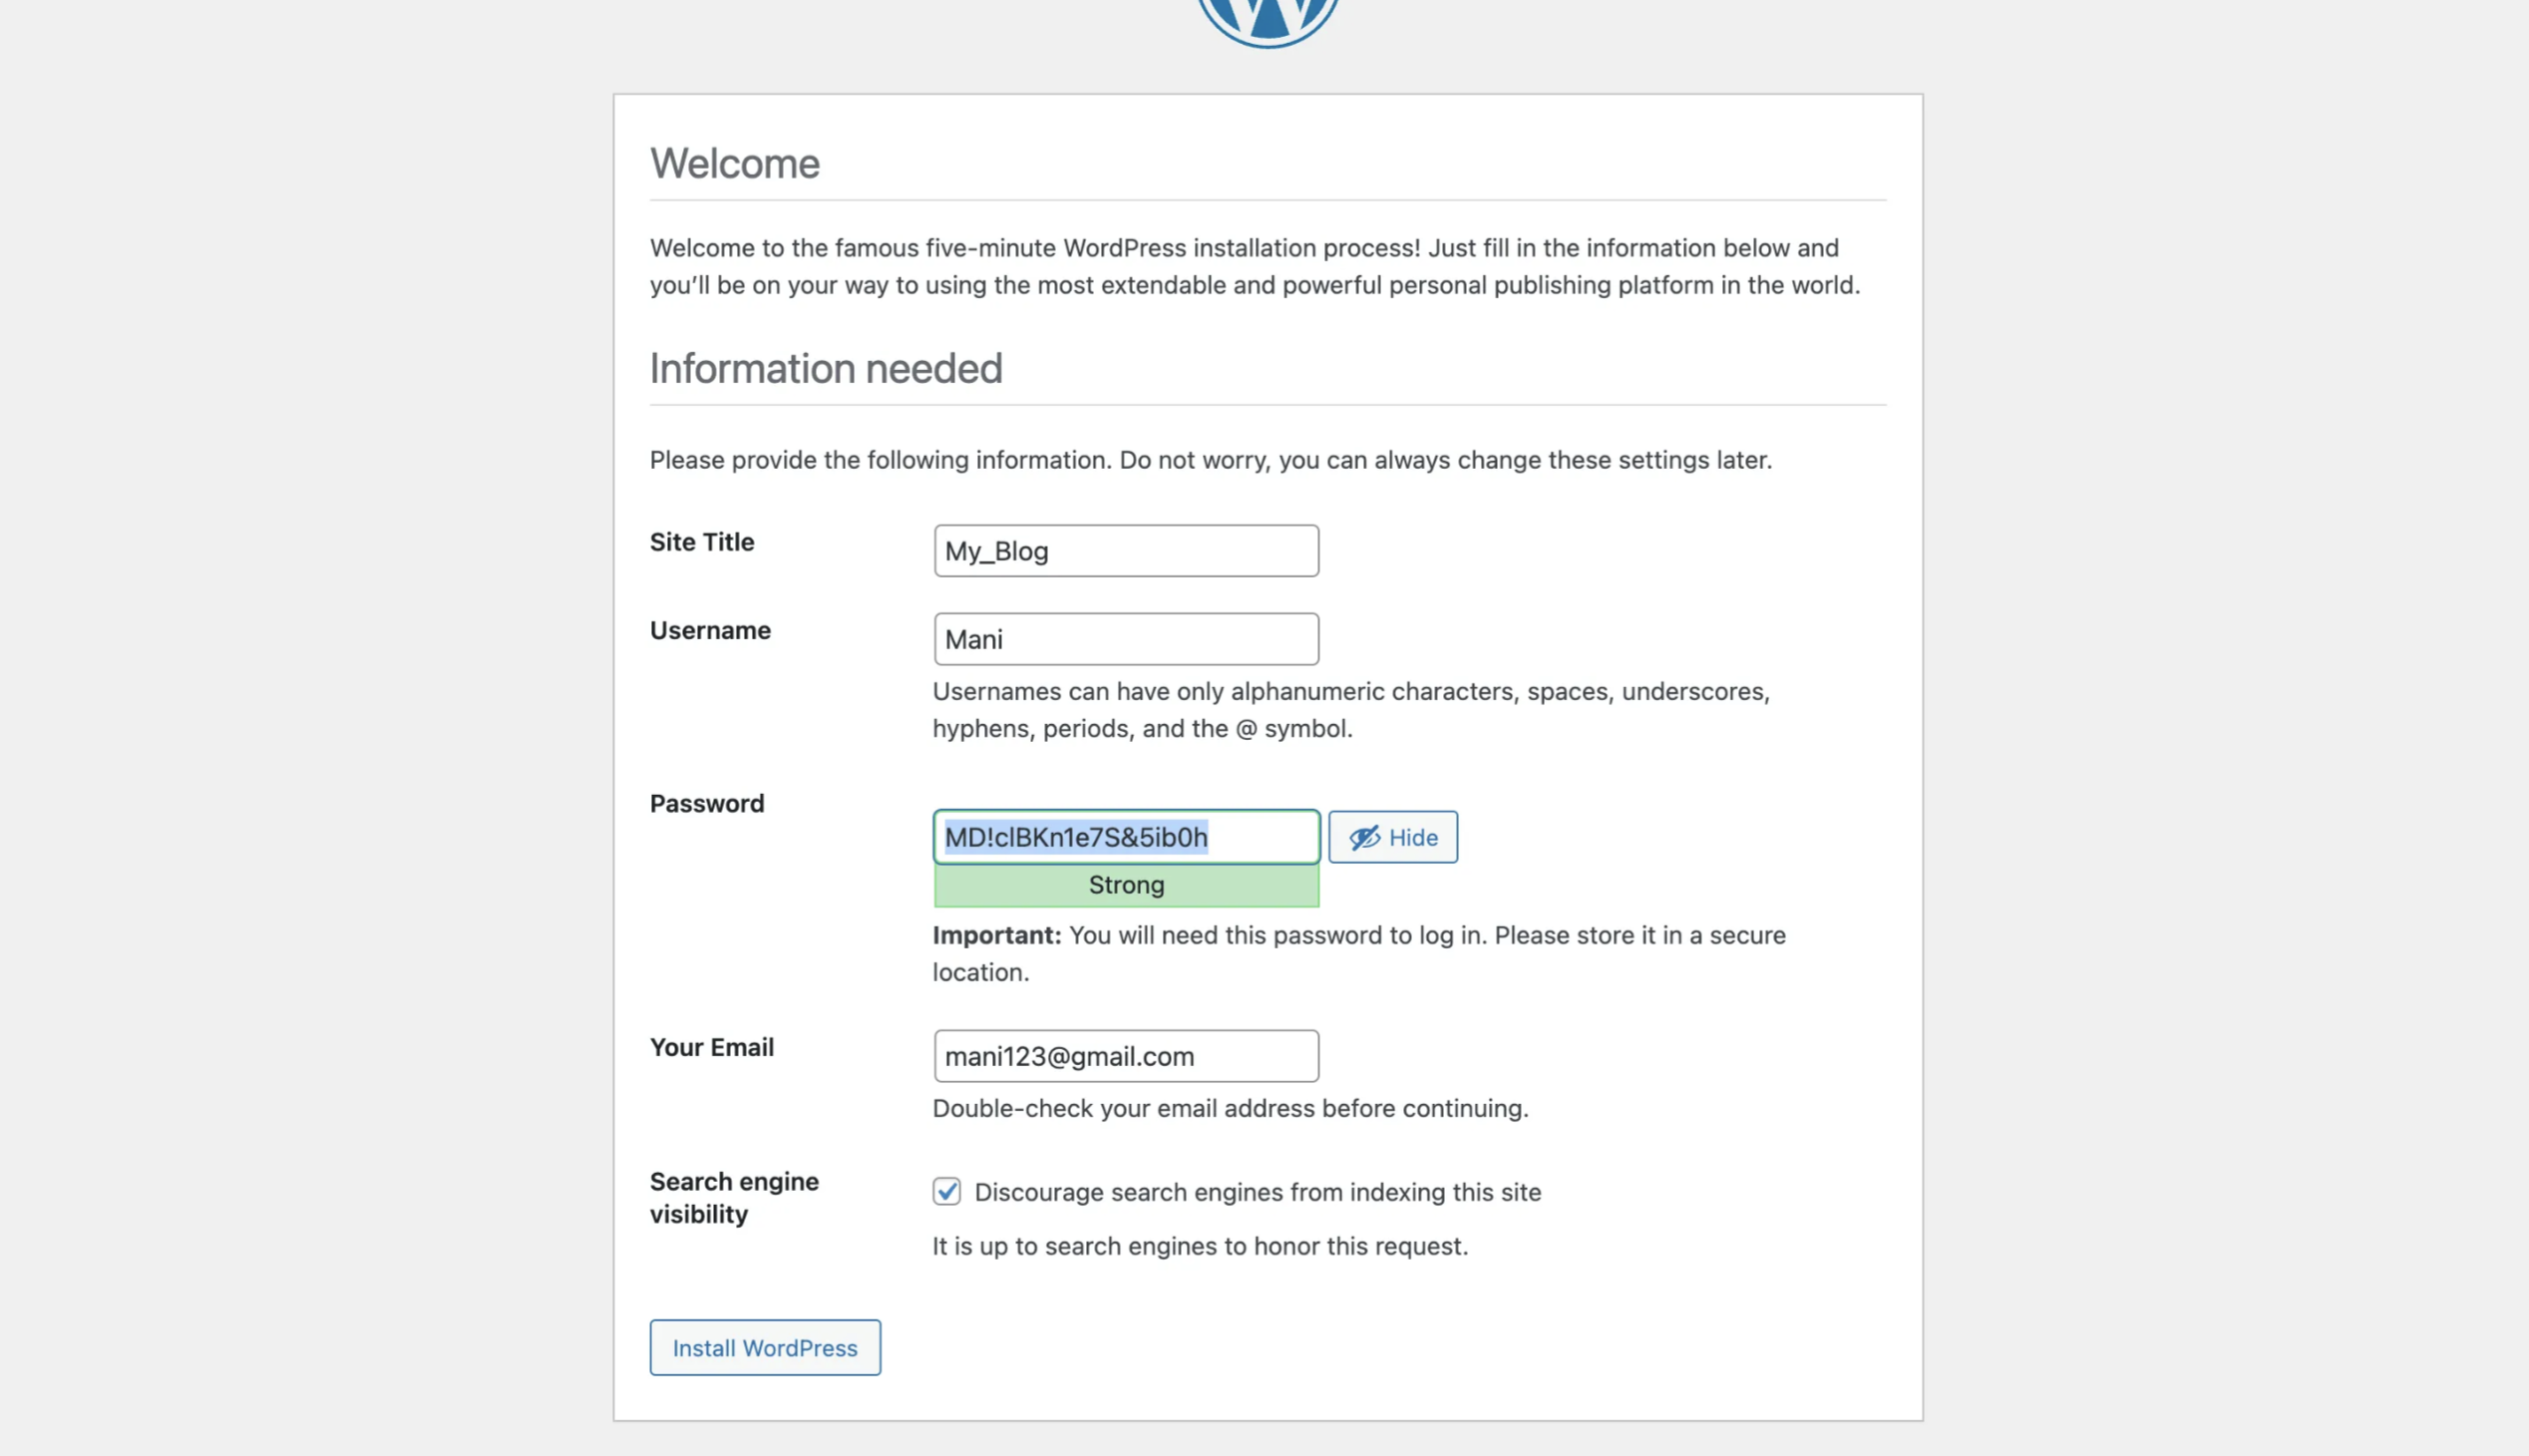 Welcome
Welcome to the famous five-minute WordPress installation process! Just fill in the information below and
you’ll be on your way to using the most extendable and powerful personal publishing platform in the world.
Information needed
Please provide the following information. Do not worry, you can always change these settings later.
Site Title
My_Blog
Username
Mani
Usernames can have only alphanumeric characters, spaces, underscores,
hyphens, periods, and the @ symbol.
Password
MD!clBKn1e7S&5ib0h
Hide
Strong
Important: You will need this password to log in. Please store it in a secure
location.
Your Email
mani123@gmail.com
Double-check your email address before continuing.
Search engine
visibility
Discourage search engines from indexing this site
It is up to search engines to honor this request.
Install WordPress